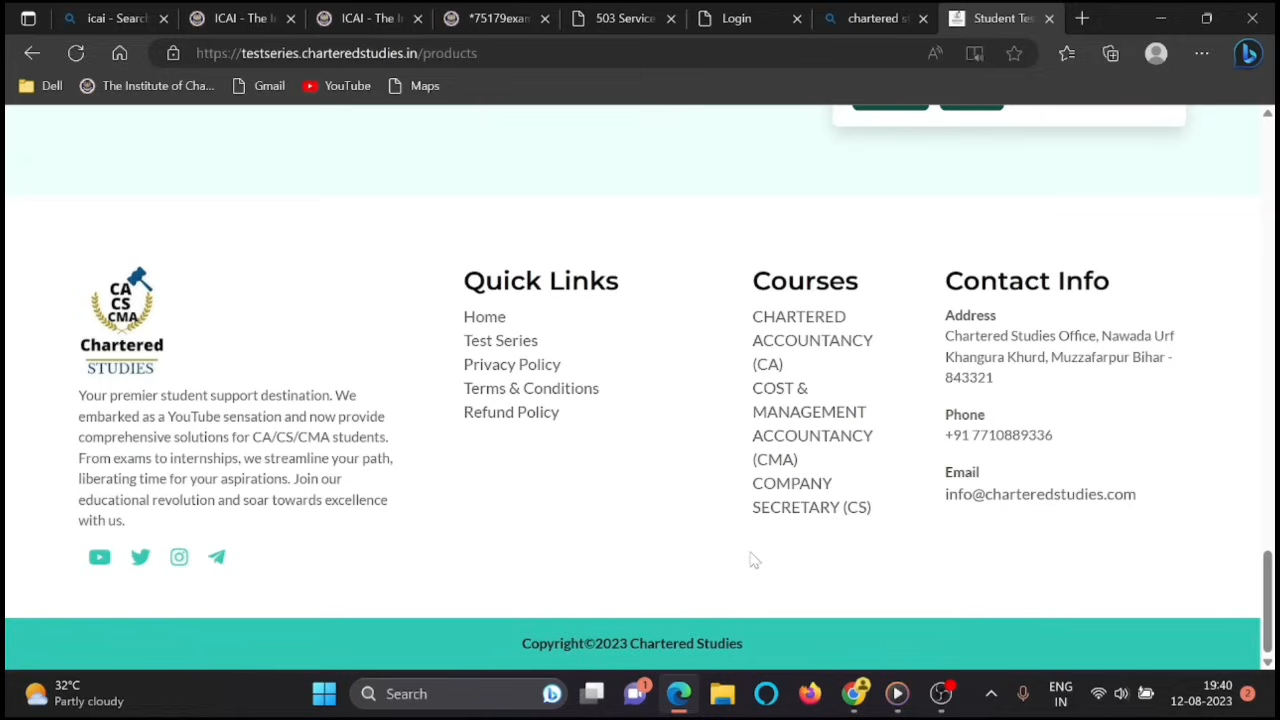 icai - Search
ICAI - The In
ICAI - The In
*75179exam
503 Service
Login
chartered st
Student Tes
https://testseries.charteredstudies.in/products
Dell
The Institute of Cha...
Gmail
YouTube
Maps
CA
CS
CMA
Chartered
STUDIES
Your premier student support destination. We
embarked as a YouTube sensation and now provide
comprehensive solutions for CA/CS/CMA students.
From exams to internships, we streamline your path,
liberating time for your aspirations. Join our
educational revolution and soar towards excellence
with us.
Quick Links
Home
Test Series
Privacy Policy
Terms & Conditions
Refund Policy
Courses
CHARTERED
ACCOUNTANCY
(CA)
COST &
MANAGEMENT
ACCOUNTANCY
(CMA)
COMPANY
SECRETARY (CS)
Contact Info
Address
Chartered Studies Office, Nawada Urf
Khangura Khurd, Muzzafarpur Bihar -
843321
Phone
+91 7710889336
Email
info@charteredstudies.com
Copyright©2023 Chartered Studies
32°C
Partly cloudy
Search
1
ENG
IN
19:40
12-08-2023
2